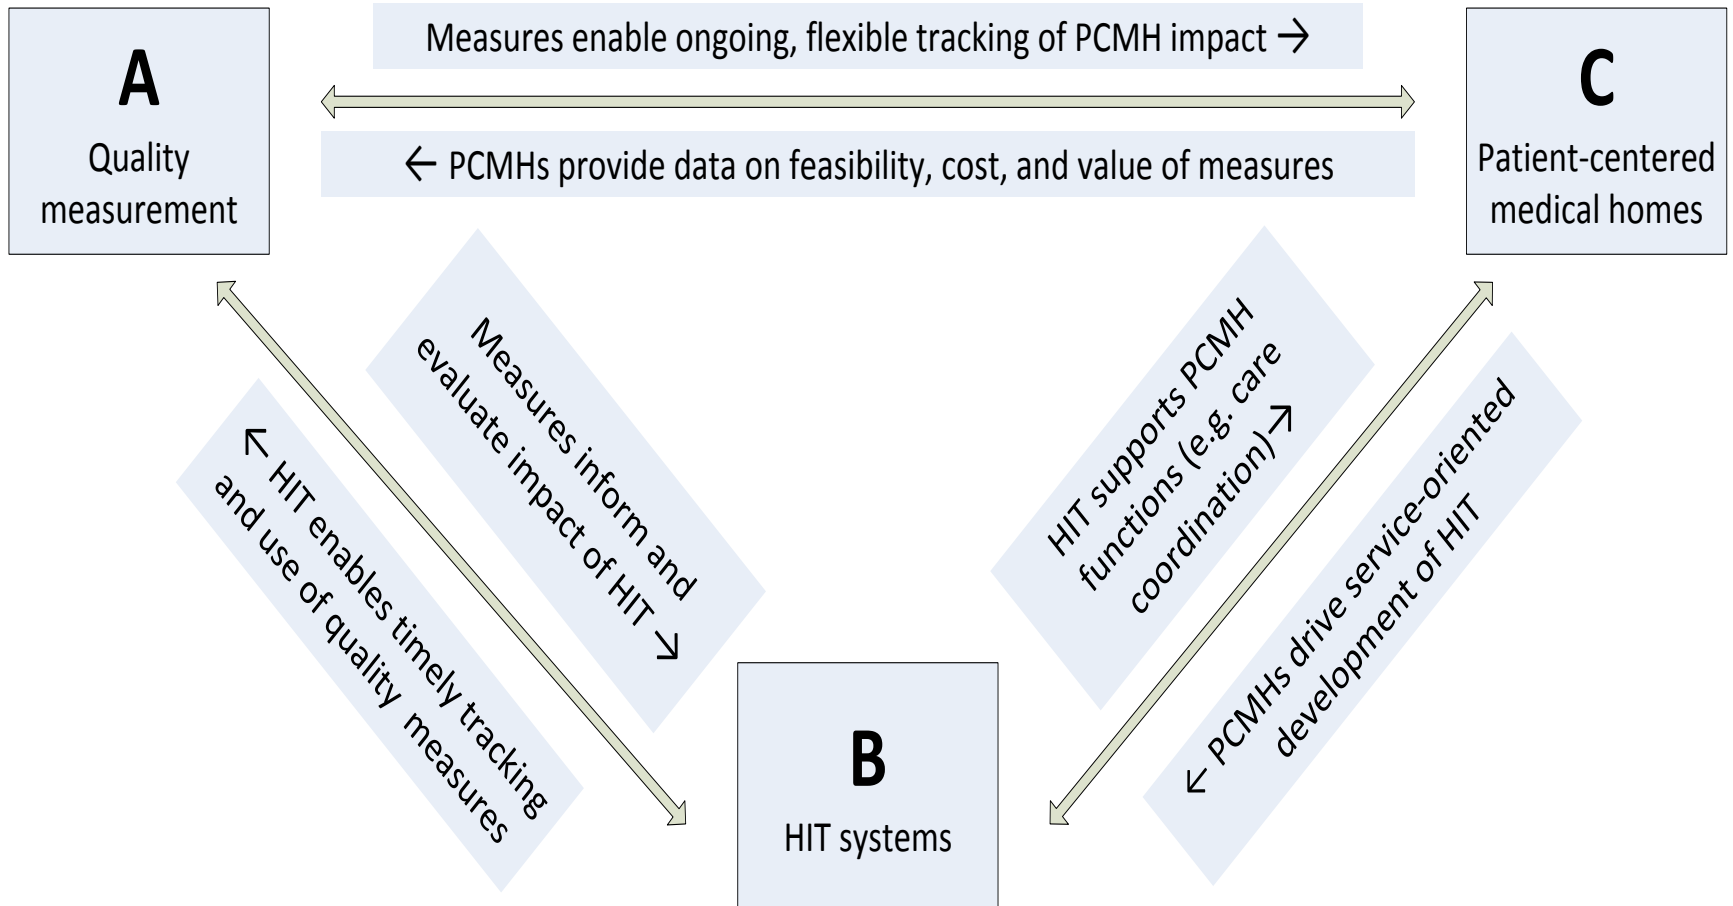 A
Quality
measurement
Measures enable ongoing, flexible tracking of PCMH impact →
← PCMHs provide data on feasibility, cost, and value of measures
C
Patient-centered
medical homes
Measures inform and
evaluate impact of HIT →
← HIT enables timely tracking
and use of quality measures
HIT supports PCMH
functions (e.g. care
coordination)→
← PCMHs drive service-oriented
development of HIT
B
HIT systems